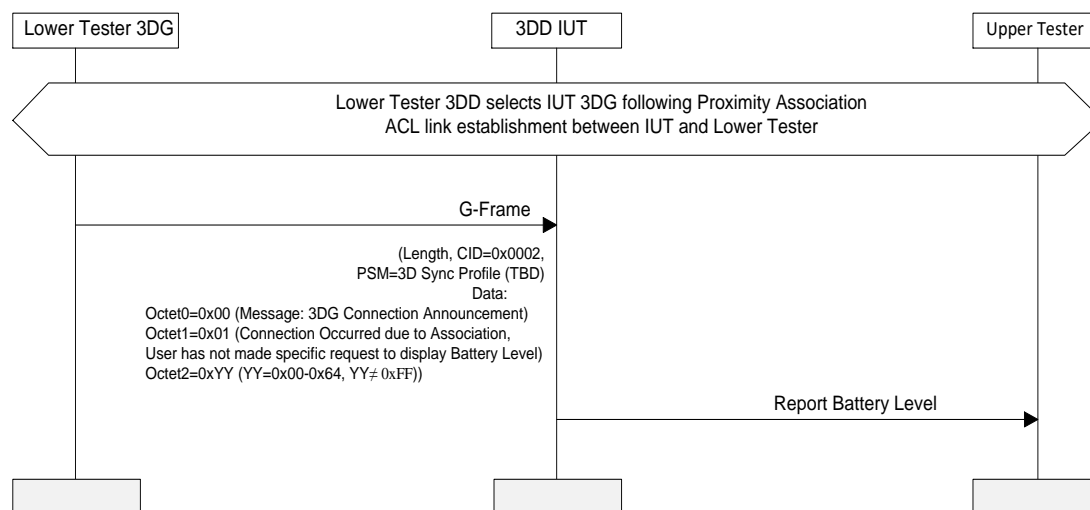 Lower Tester 3DG
3DD IUT
Upper Tester
Lower Tester 3DD selects IUT 3DG following Proximity Association
ACL link establishment between IUT and Lower Tester
G-Frame
(Length, CID=0x0002,
PSM=3D Sync Profile (TBD)
Data:
Octet0=0x00 (Message: 3DG Connection Announcement)
Octet1=0x01 (Connection Occurred due to Association,
User has not made specific request to display Battery Level)
Octet2=0xYY (YY=0x00-0x64, YY≠ 0xFF))
Report Battery Level